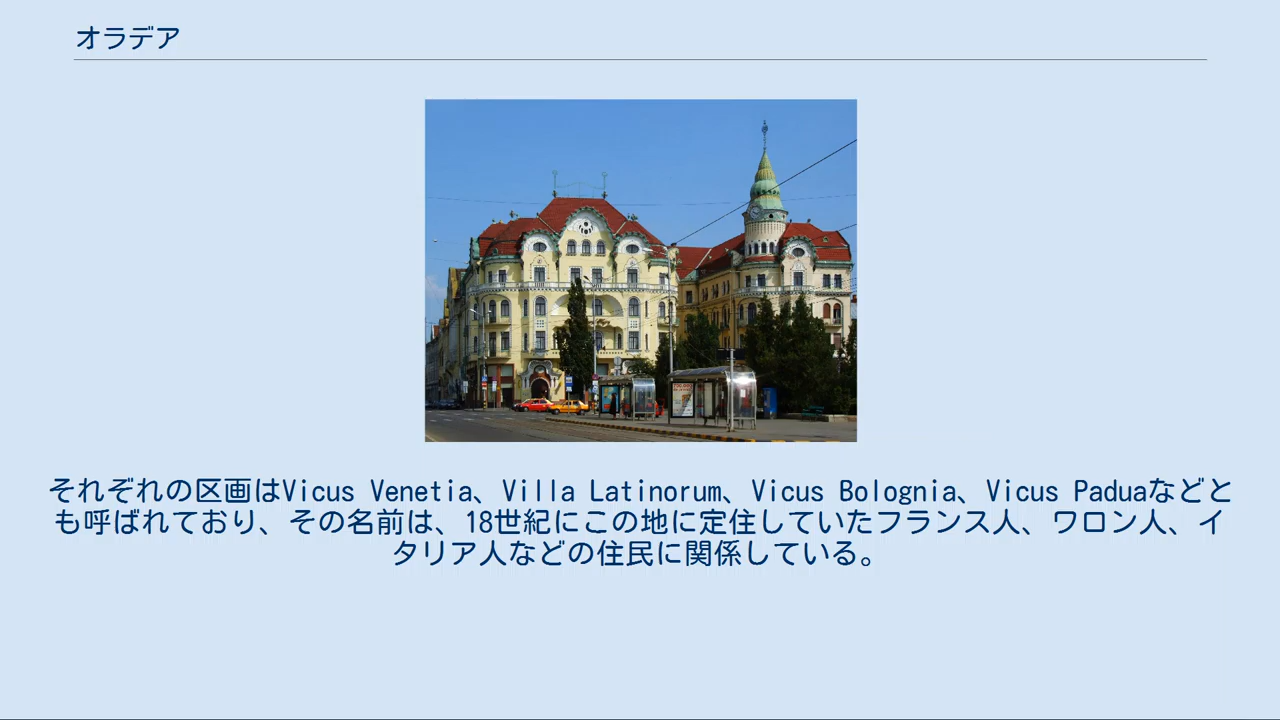 オラデア
それぞれの区画はVicus Venetia、Villa Latinorum、Vicus Bolognia、Vicus Paduaなどと
も呼ばれており、その名前は、18世紀にこの地に定住していたフランス人、ワロン人、イ
タリア人などの住民に関係している。